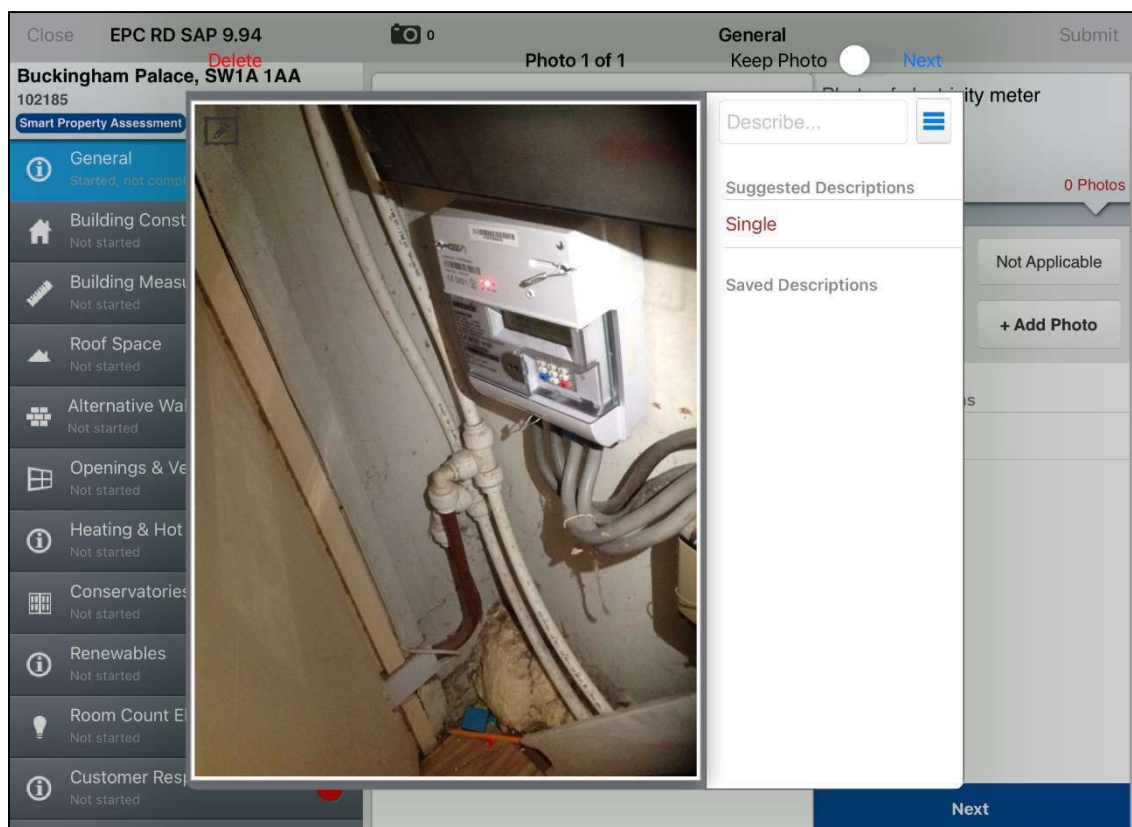 Close EPC RD SAP 9.94 0 General Submit
Delete Photo 1 of 1 Keep Photo Next
Buckingham Palace, SW1A 1AA
102185
Smart Property Assessment
ity meter
Describe...
0 Photos
General
Started, not compl
Suggested Descriptions
Single
Saved Descriptions
Not Applicable
+ Add Photo
Building Const
Not started
Building Measu
Not started
Roof Space
Not started
Alternative Wal
Not started
Openings & Ve
Not started
Heating & Hot
Not started
Conservatories
Not started
Renewables
Not started
Room Count El
Not started
Customer Resp
Not started
Next